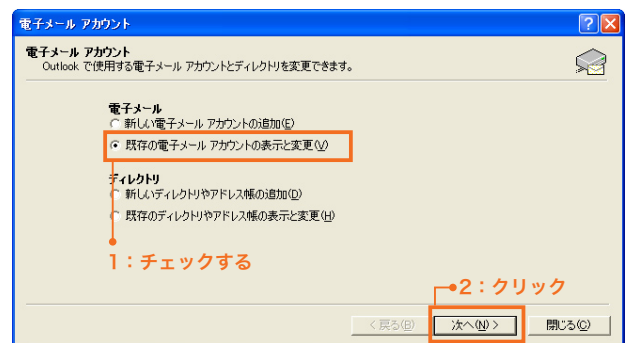 電子メール アカウント
電子メール アカウント
Outlook で使用する電子メール アカウントとディレクトリを変更できます。
電子メール
新しい電子メール アカウントの追加(E)
既存の電子メール アカウントの表示と変更(V)
ディレクトリ
新しいディレクトリやアドレス帳の追加(D)
既存のディレクトリやアドレス帳の表示と変更(H)
1：チェックする
2：クリック
< 戻る(B)
次へ(N) >
閉じる(C)